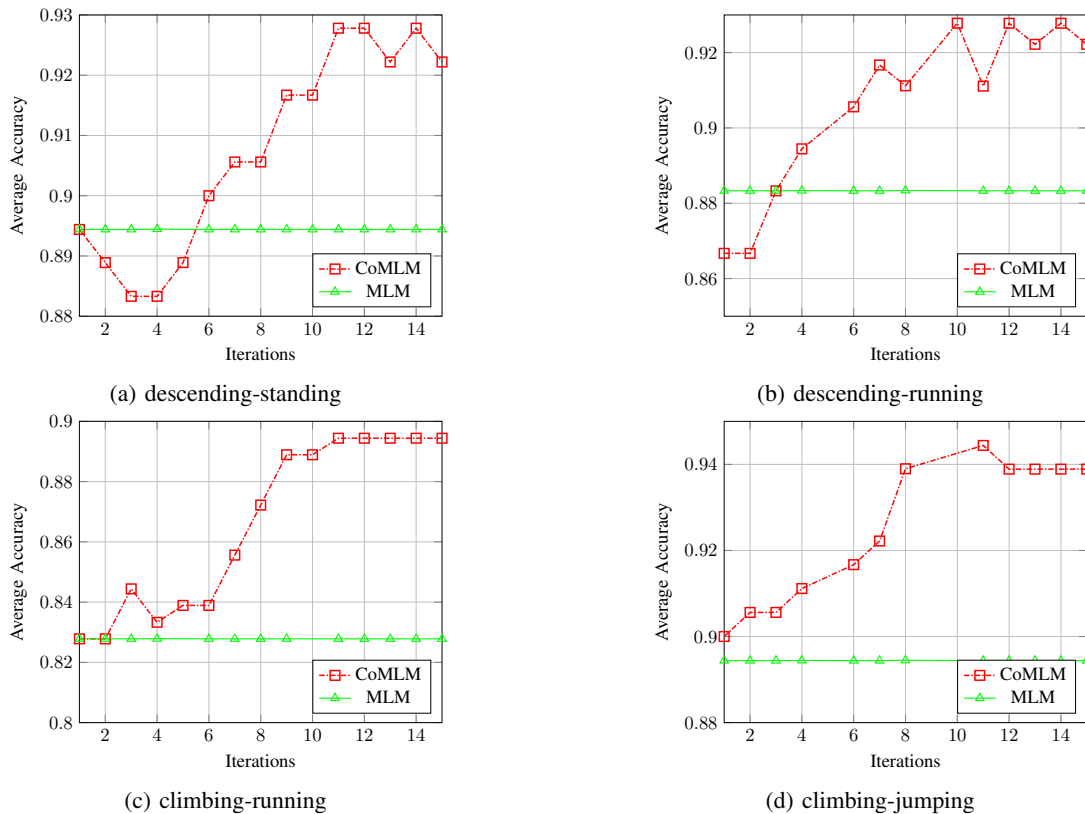 0.93
0.92
0.91
0.9
0.89
0.88
Average Accuracy
2 4 6 8 10 12 14
Iterations
CoMLM
MLM
(a) descending-standing
0.92
0.9
0.88
0.86
Average Accuracy
2 4 6 8 10 12 14
Iterations
CoMLM
MLM
(b) descending-running
0.9
0.88
0.86
0.84
0.82
0.8
Average Accuracy
2 4 6 8 10 12 14
Iterations
CoMLM
MLM
(c) climbing-running
0.94
0.92
0.9
0.88
Average Accuracy
2 4 6 8 10 12 14
Iterations
CoMLM
MLM
(d) climbing-jumping